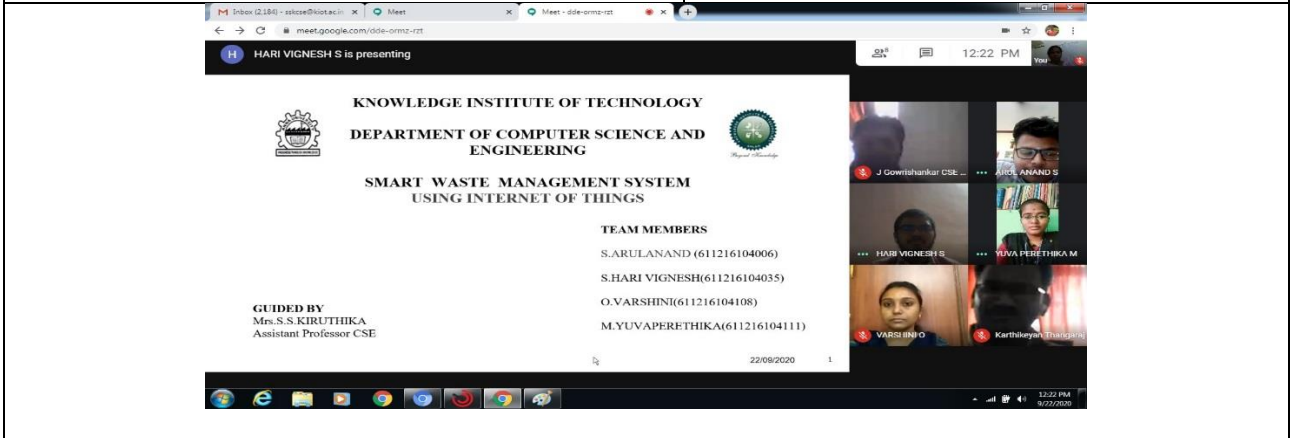 Inbox (2,184) - sskcse@kiot.ac.in
Meet
Meet - dde-ormz-rzt
meet.google.com/dde-ormz-rzt
H HARI VIGNESH S is presenting
8
12:22 PM
You
KNOWLEDGE INSTITUTE OF TECHNOLOGY
DEPARTMENT OF COMPUTER SCIENCE AND
ENGINEERING
Beyond Knowledge
SMART WASTE MANAGEMENT SYSTEM
USING INTERNET OF THINGS
TEAM MEMBERS
S.ARULANAND (611216104006)
S.HARI VIGNESH(611216104035)
O.VARSHINI(611216104108)
M.YUVAPERETHIKA(611216104111)
GUIDED BY
Mrs.S.S.KIRUTHIKA
Assistant Professor CSE
22/09/2020 1
J Gowrishankar CSE ...
AROL ANAND S
HARI VIGNESH S
YUVA PERETHIKA M
VARSHINI O
Karthikeyan Thangaraj
12:22 PM
9/22/2020